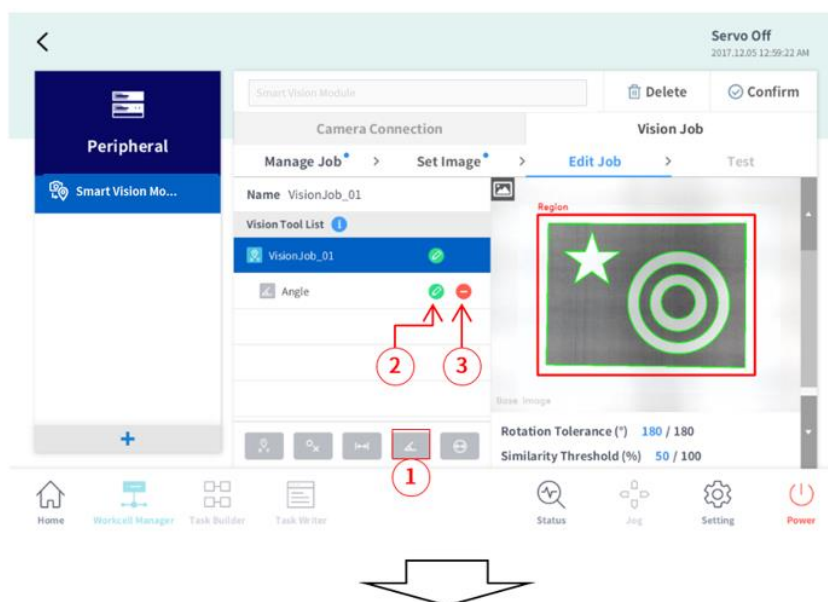 Servo Off
2017.12.05 12:59:22 AM
Smart Vision Module
Delete
Confirm
Peripheral
Camera Connection
Vision Job
Manage Job > Set Image > Edit Job > Test
Smart Vision Mo...
Name VisionJob_01
Vision Tool List i
VisionJob_01
Angle
Region
2
3
Base Image
Rotation Tolerance (°) 180 / 180
Similarity Threshold (%) 50 / 100
+
1
Home
Workcell Manager
Task Builder
Task Writer
Status
Jog
Setting
Power